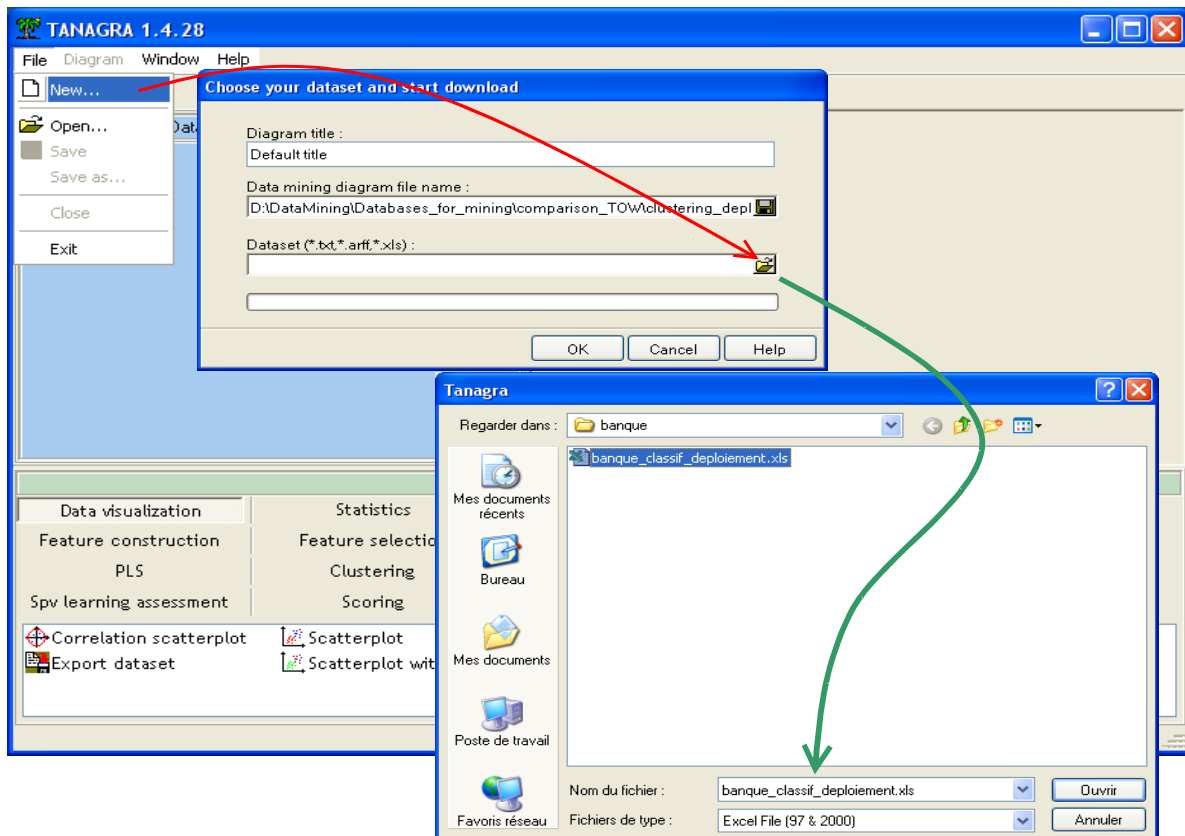 TANAGRA 1.4.28
File Diagram Window Help
New...
Open...
Save
Save as...
Close
Exit
Choose your dataset and start download
Diagram title :
Default title
Data mining diagram file name :
D:\DataMining\Databases_for_mining\comparison_TOW\clustering_depl
Dataset (*.txt,*.arff,*.xls) :
OK Cancel Help
Tanagra
Regarder dans : banque
banque_classif_deploiement.xls
Mes documents
récents
Bureau
Mes documents
Poste de travail
Favoris réseau
Nom du fichier : banque_classif_deploiement.xls Ouvrir
Fichiers de type : Excel File (97 & 2000) Annuler
Data visualization Statistics
Feature construction Feature selectio
PLS Clustering
Spv learning assessment Scoring
Correlation scatterplot Scatterplot
Export dataset Scatterplot wit